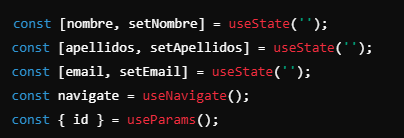 const [nombre, setNombre] = useState('');
const [apellidos, setApellidos] = useState('');
const [email, setEmail] = useState('');
const navigate = useNavigate();
const { id } = useParams();